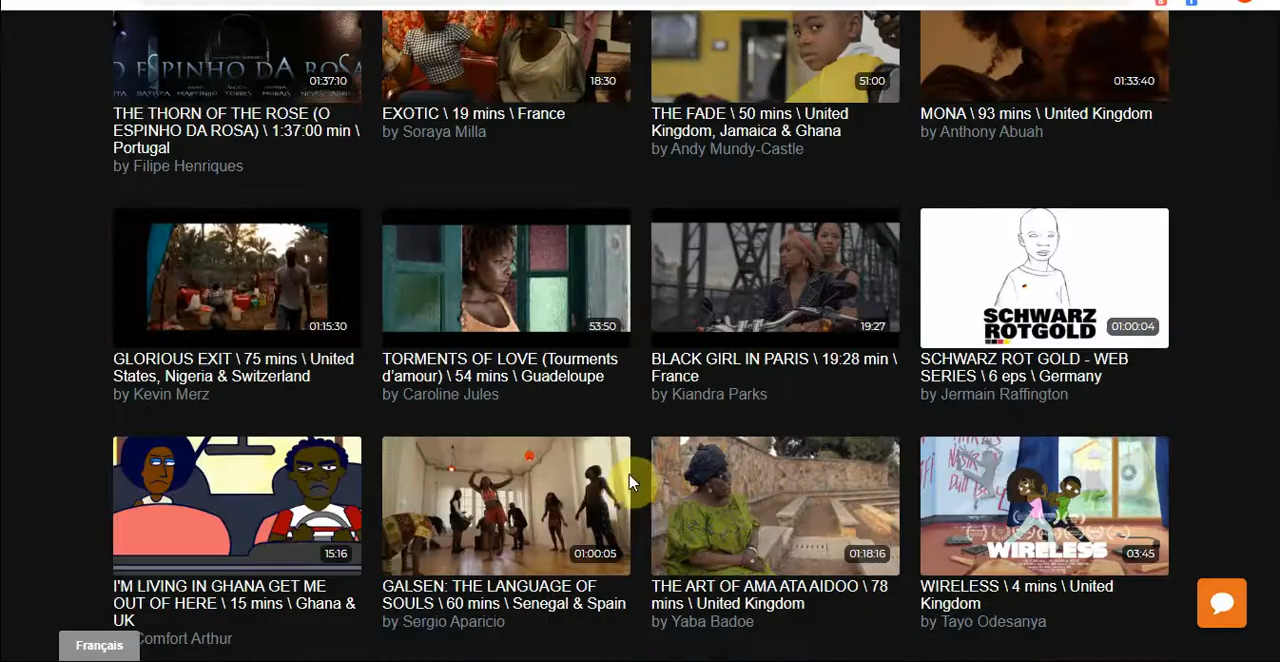 O ESPINHO DA ROSA
01:37:10
18:30
51:00
01:33:40
THE THORN OF THE ROSE (O
ESPINHO DA ROSA) \ 1:37:00 min \
Portugal
by Filipe Henriques
EXOTIC \ 19 mins \ France
by Soraya Milla
THE FADE \ 50 mins \ United
Kingdom, Jamaica & Ghana
by Andy Mundy-Castle
MONA \ 93 mins \ United Kingdom
by Anthony Abuah
01:15:30
53:50
19:27
SCHWARZ
ROTGOLD
01:00:04
GLORIOUS EXIT \ 75 mins \ United
States, Nigeria & Switzerland
by Kevin Merz
TORMENTS OF LOVE (Tourments
d'amour) \ 54 mins \ Guadeloupe
by Caroline Jules
BLACK GIRL IN PARIS \ 19:28 min \
France
by Kiandra Parks
SCHWARZ ROT GOLD - WEB
SERIES \ 6 eps \ Germany
by Jermain Raffington
15:16
01:00:05
01:18:16
WIRELESS
03:45
I'M LIVING IN GHANA GET ME
OUT OF HERE \ 15 mins \ Ghana &
UK
Comfort Arthur
GALSEN: THE LANGUAGE OF
SOULS \ 60 mins \ Senegal & Spain
by Sergio Aparicio
THE ART OF AMA ATA AIDOO \ 78
mins \ United Kingdom
by Yaba Badoe
WIRELESS \ 4 mins \ United
Kingdom
by Tayo Odesanya
Français